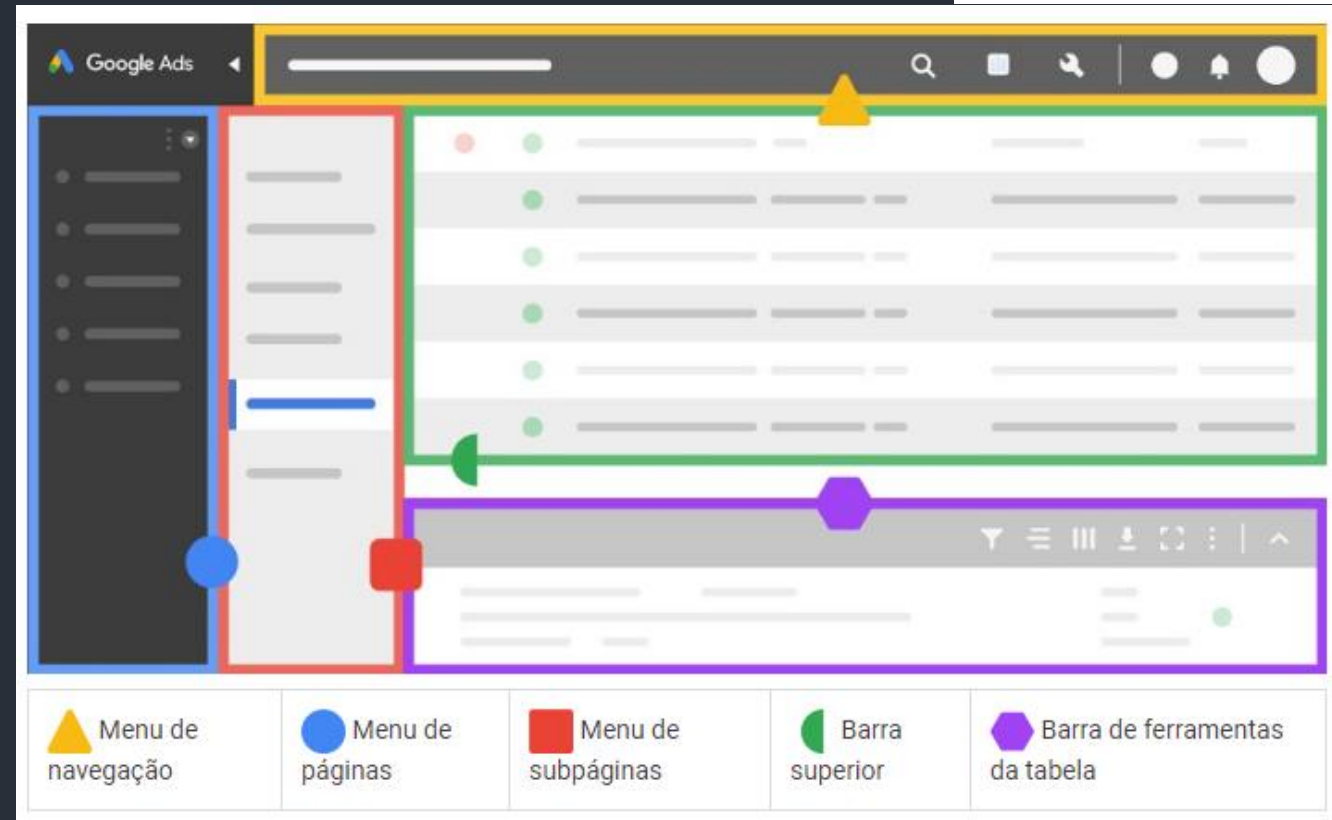 Google Ads
Menu de
navegação
Menu de
páginas
Menu de
subpáginas
Barra
superior
Barra de ferramentas
da tabela